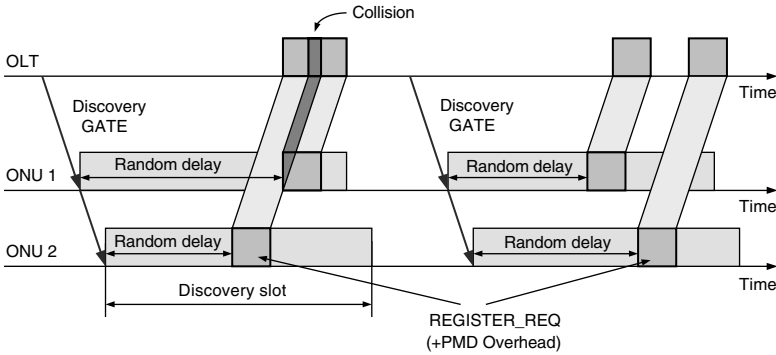 Collision
OLT
Time
Discovery
GATE
Discovery
GATE
Random delay
Random delay
ONU 1
Time
Random delay
Random delay
ONU 2
Time
Discovery slot
REGISTER_REQ
(+PMD Overhead)